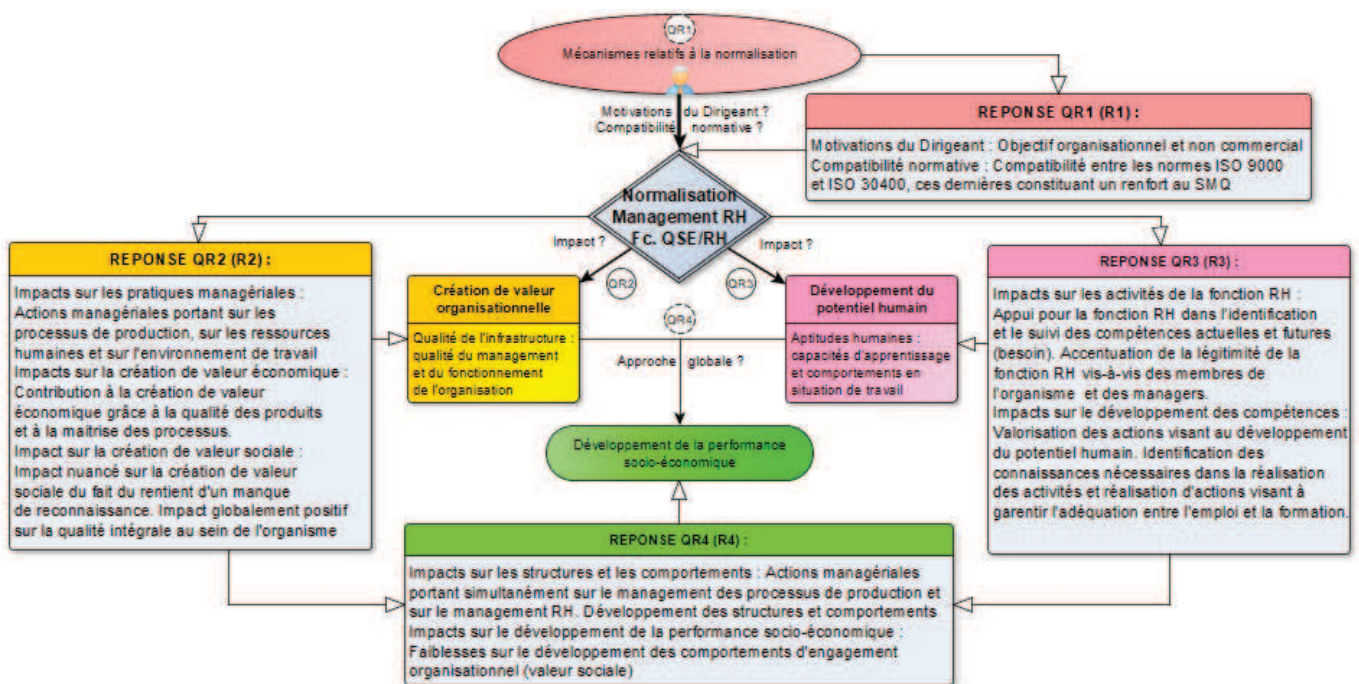 QR1
Mécanismes relatifs à la normalisation
Motivations du Dirigeant ?
Compatibilité normative ?
REPONSE QR1 (R1) :
Motivations du Dirigeant : Objectif organisationnel et non commercial
Compatibilité normative : Compatibilité entre les normes ISO 9000
et ISO 30400, ces dernières constituant un renfort au SMQ
Normalisation
Management RH
Fc. QSE/RH
Impact ?
Impact ?
QR2
QR3
REPONSE QR2 (R2) :
Impacts sur les pratiques managériales :
Actions managériales portant sur les
processus de production, sur les ressources
humaines et sur l'environnement de travail
Impacts sur la création de valeur économique :
Contribution à la création de valeur
économique grâce à la qualité des produits
et à la maitrise des processus.
Impact sur la création de valeur sociale :
Impact nuancé sur la création de valeur
sociale du fait du rentient d'un manque
de reconnaissance. Impact globalement positif
sur la qualité intégrale au sein de l'organisme
Création de valeur
organisationnelle
Qualité de l'infrastructure :
qualité du management
et du fonctionnement
de l'organisation
QR4
Approche globale ?
Développement du
potentiel humain
Aptitudes humaines :
capacités d'apprentissage
et comportements en
situation de travail
REPONSE QR3 (R3) :
Impacts sur les activités de la fonction RH :
Appui pour la fonction RH dans l'identification
et le suivi des compétences actuelles et futures
(besoin). Accentuation de la légitimité de la
fonction RH vis-à-vis des membres de
l'organisme et des managers.
Impacts sur le développement des compétences :
Valorisation des actions visant au développement
du potentiel humain. Identification des
connaissances nécessaires dans la réalisation
des activités et réalisation d'actions visant à
garentir l'adéquation entre l'emploi et la formation.
Développement de la performance
socio-économique
REPONSE QR4 (R4) :
Impacts sur les structures et les comportements : Actions managériales
portant simultanément sur le management des processus de production et
sur le management RH. Développement des structures et comportements
Impacts sur le développement de la performance socio-économique :
Faiblesses sur le développement des comportements d'engagement
organisationnel (valeur sociale)